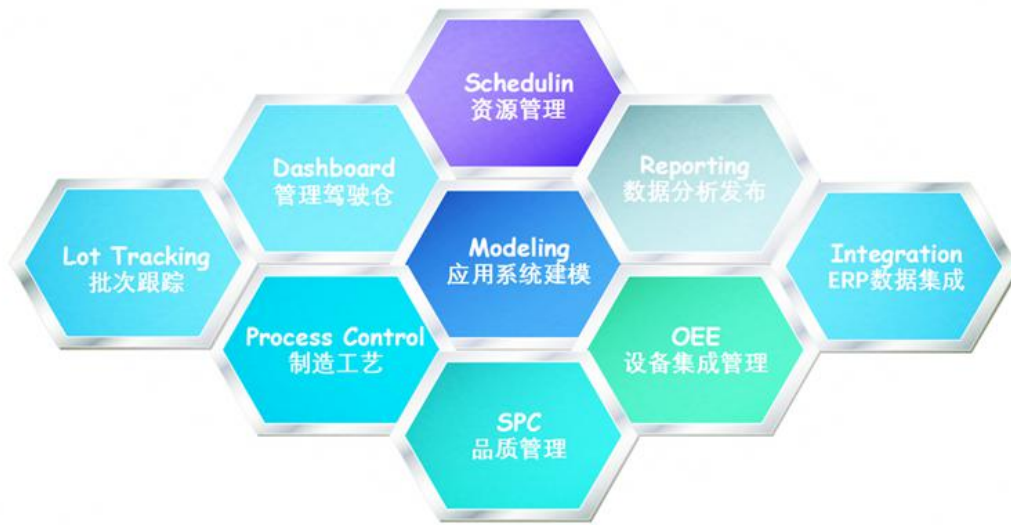 Schedulin
资源管理
Dashboard
管理驾驶仓
Reporting
数据分析发布
Lot Tracking
批次跟踪
Modeling
应用系统建模
Integration
ERP数据集成
Process Control
制造工艺
OEE
设备集成管理
SPC
品质管理